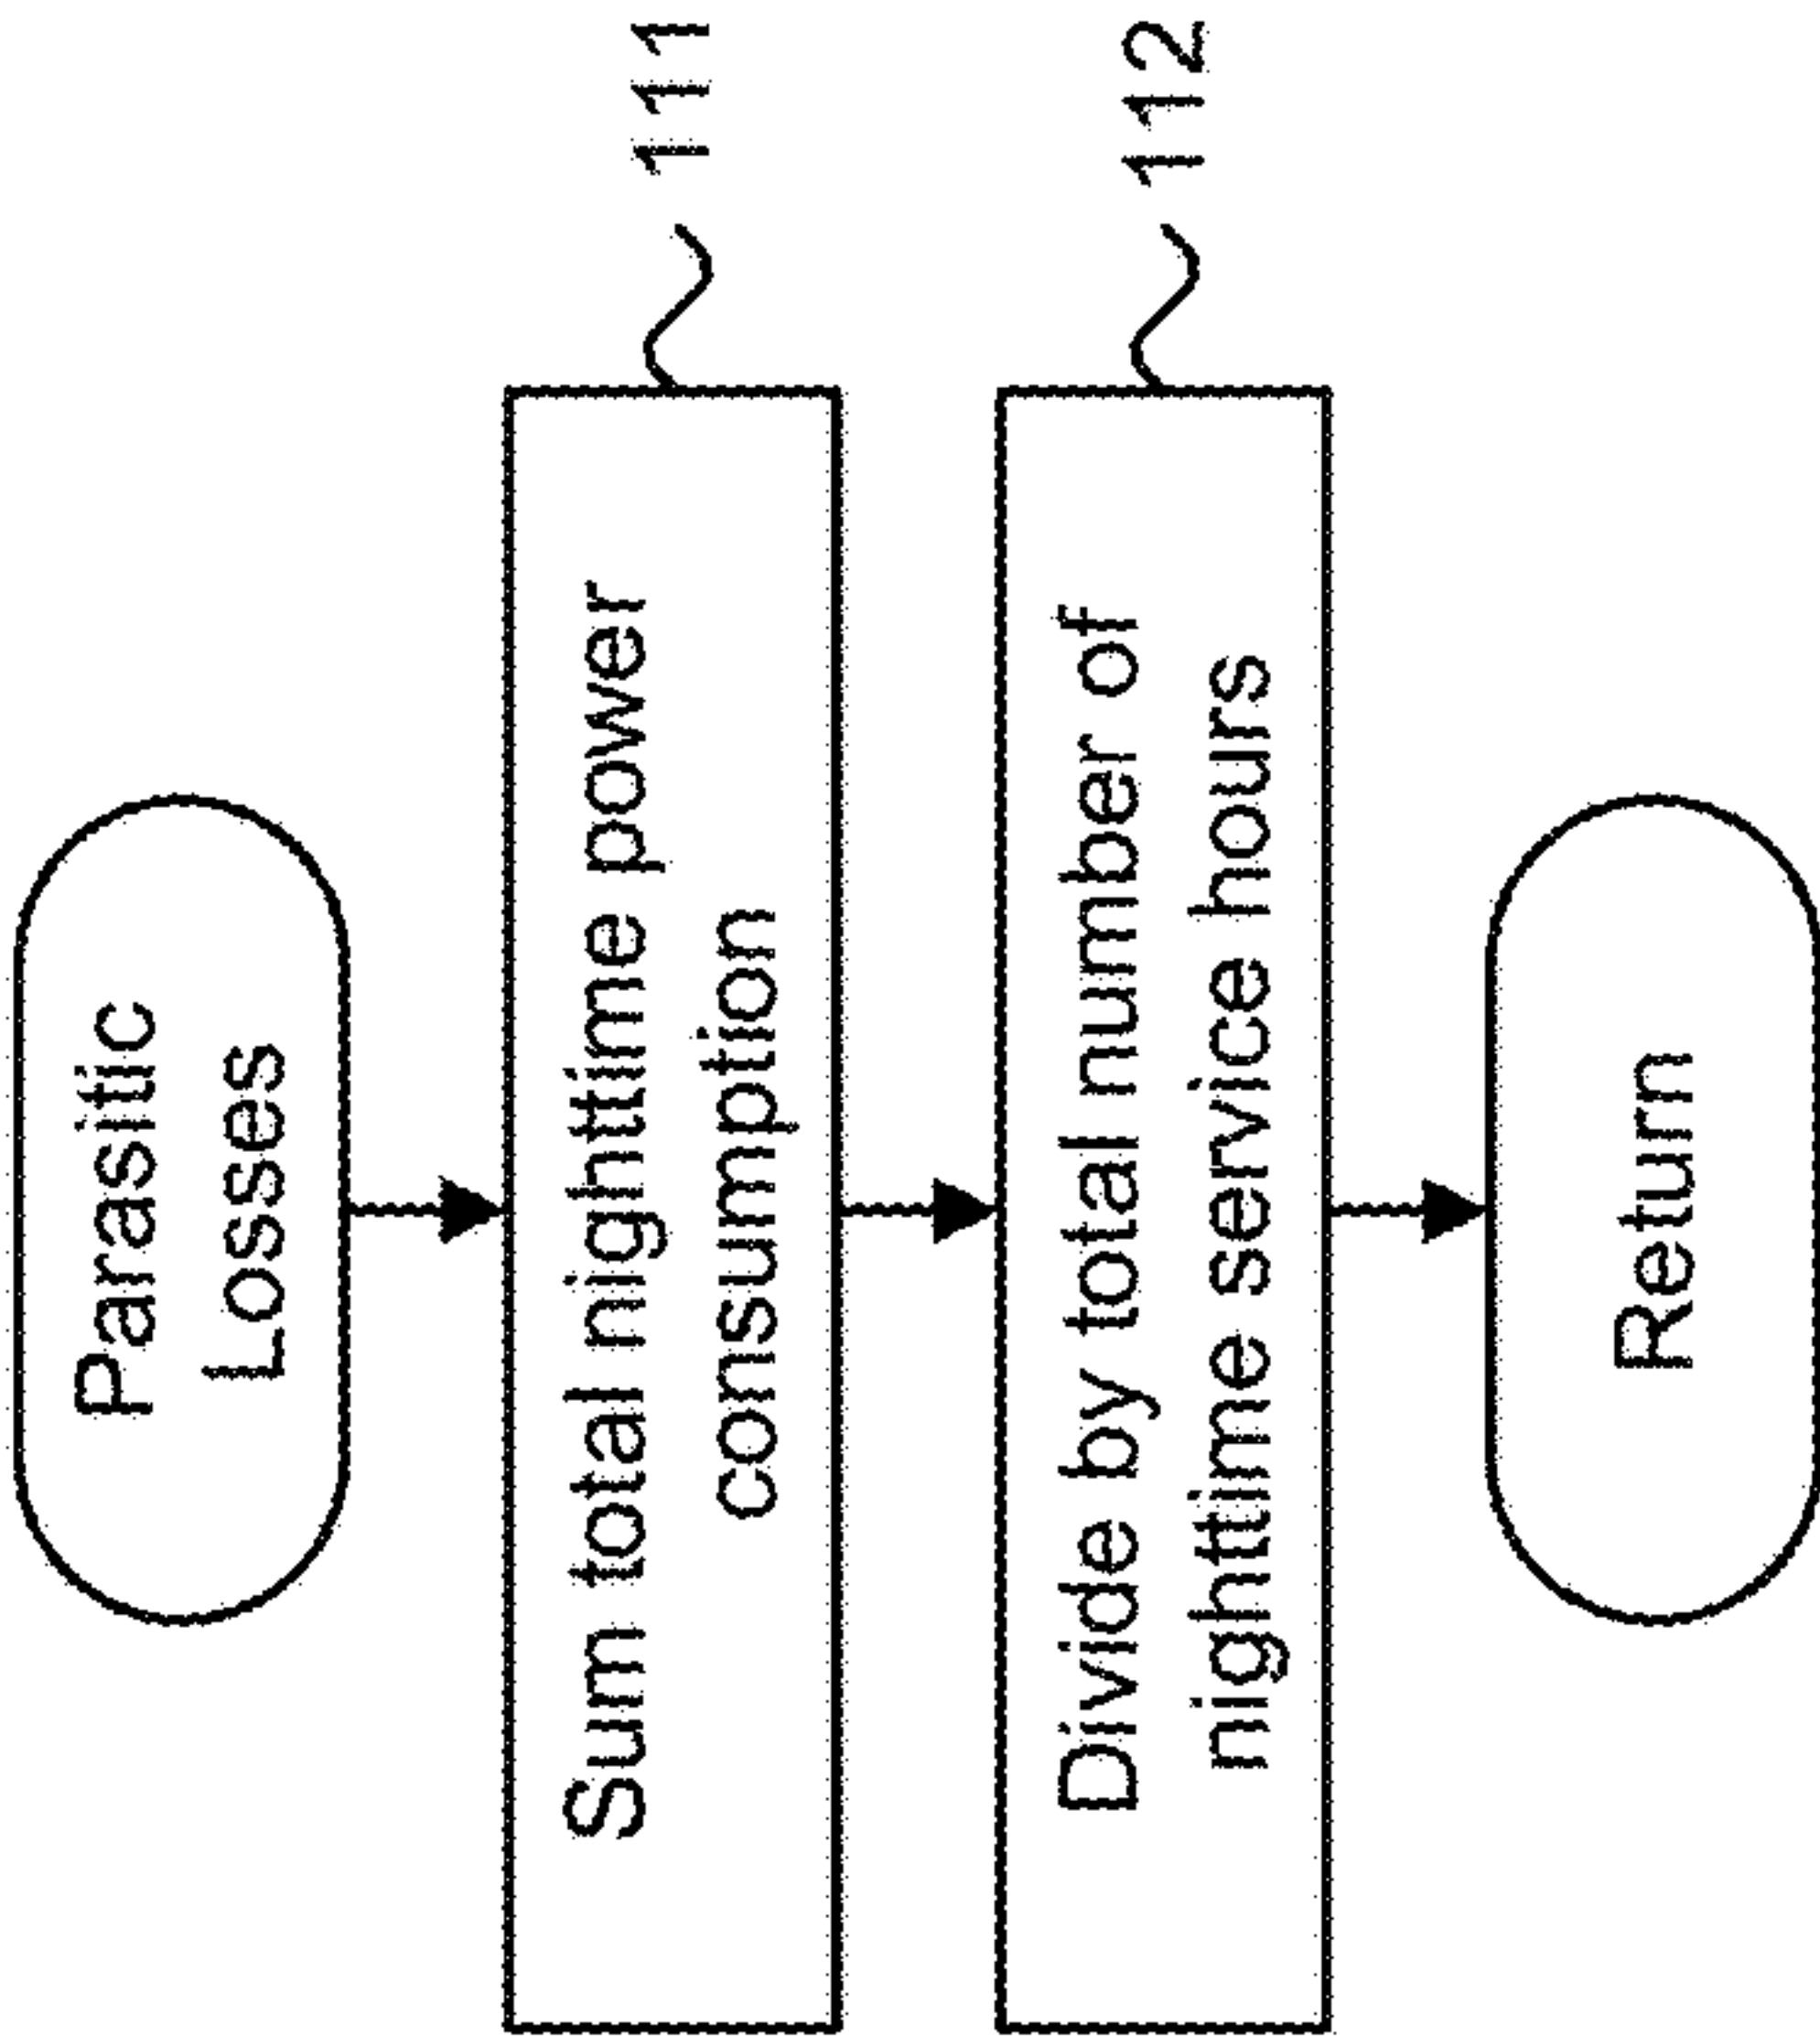 Parasitic
Losses
Sum total nighttime power
consumption
111
Divide by total number of
nighttime service hours
112
Return